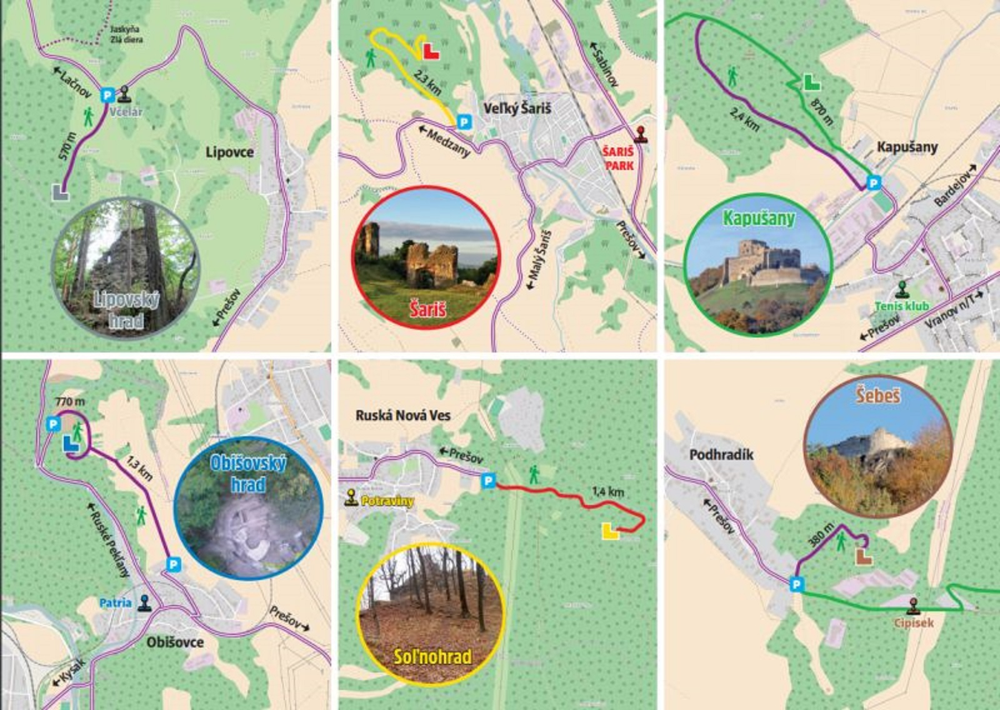 Jaskyňa
Zlá diera
←Lačnov
P
Včelár
570 m
Lipovce
Lipovský
hrad
←Prešov
2,3 km
Veľký Šariš
←Sabinov
P
←Medzany
ŠARIŠ
PARK
Šariš
←Malý Šariš
Prešov→
2,4 km
870 m
Kapušany
P
Bardejov→
Kapušany
Tenis klub
←Prešov
Vranov n/T→
770 m
P
1,3 km
Obišovský
hrad
←Ruské Pekľany
P
Patria
Prešov→
Obišovce
←Kysak
Ruská Nová Ves
←Prešov
P
1,4 km
Potraviny
Soľnohrad
Šebeš
Podhradík
←Prešov
380 m
P
Cipísek